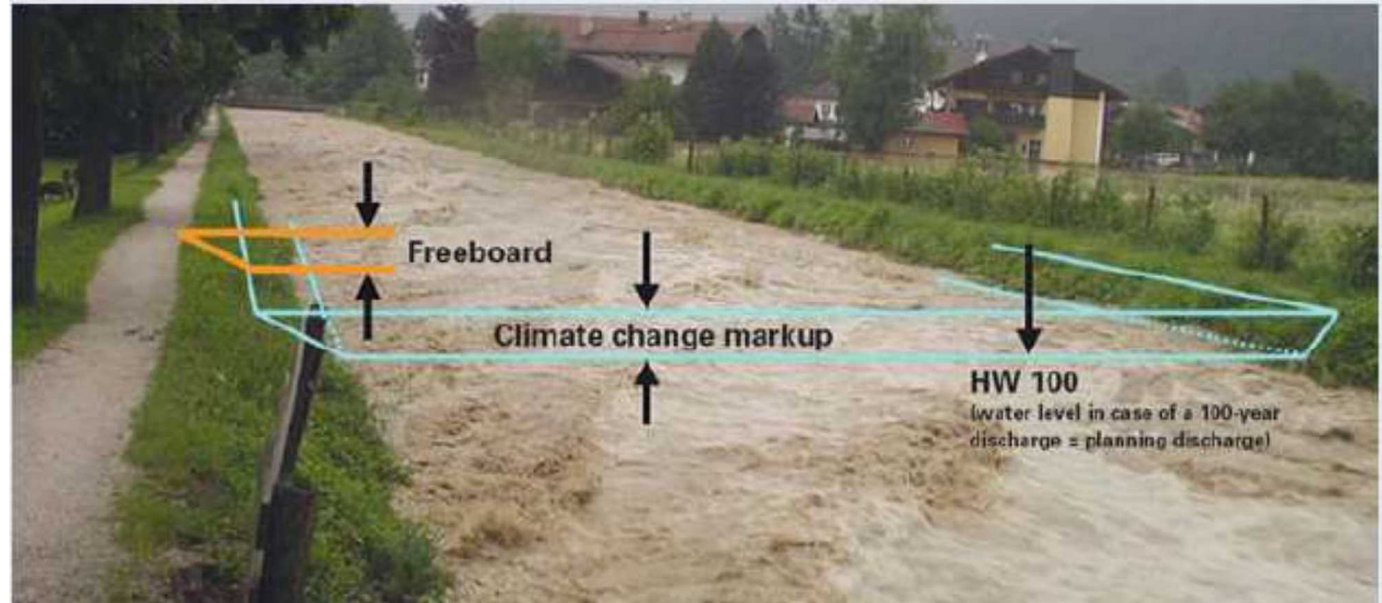 Freeboard
Climate change markup
HW 100
(water level in case of a 100-year
discharge = planning discharge)